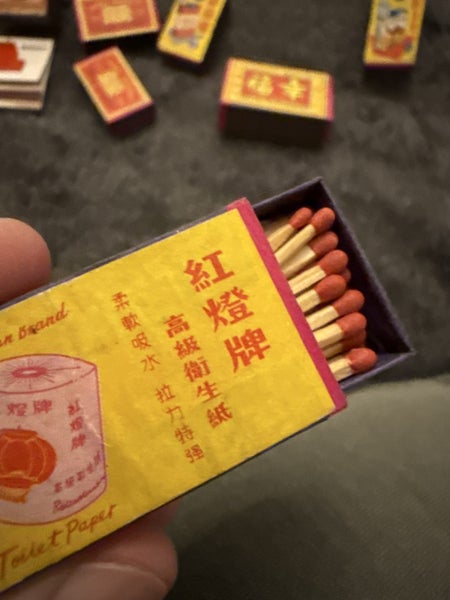 紅燈牌
高級衛生紙
柔軟吸水 拉力特强
Brand
燈牌
紅燈牌
Toilet Paper